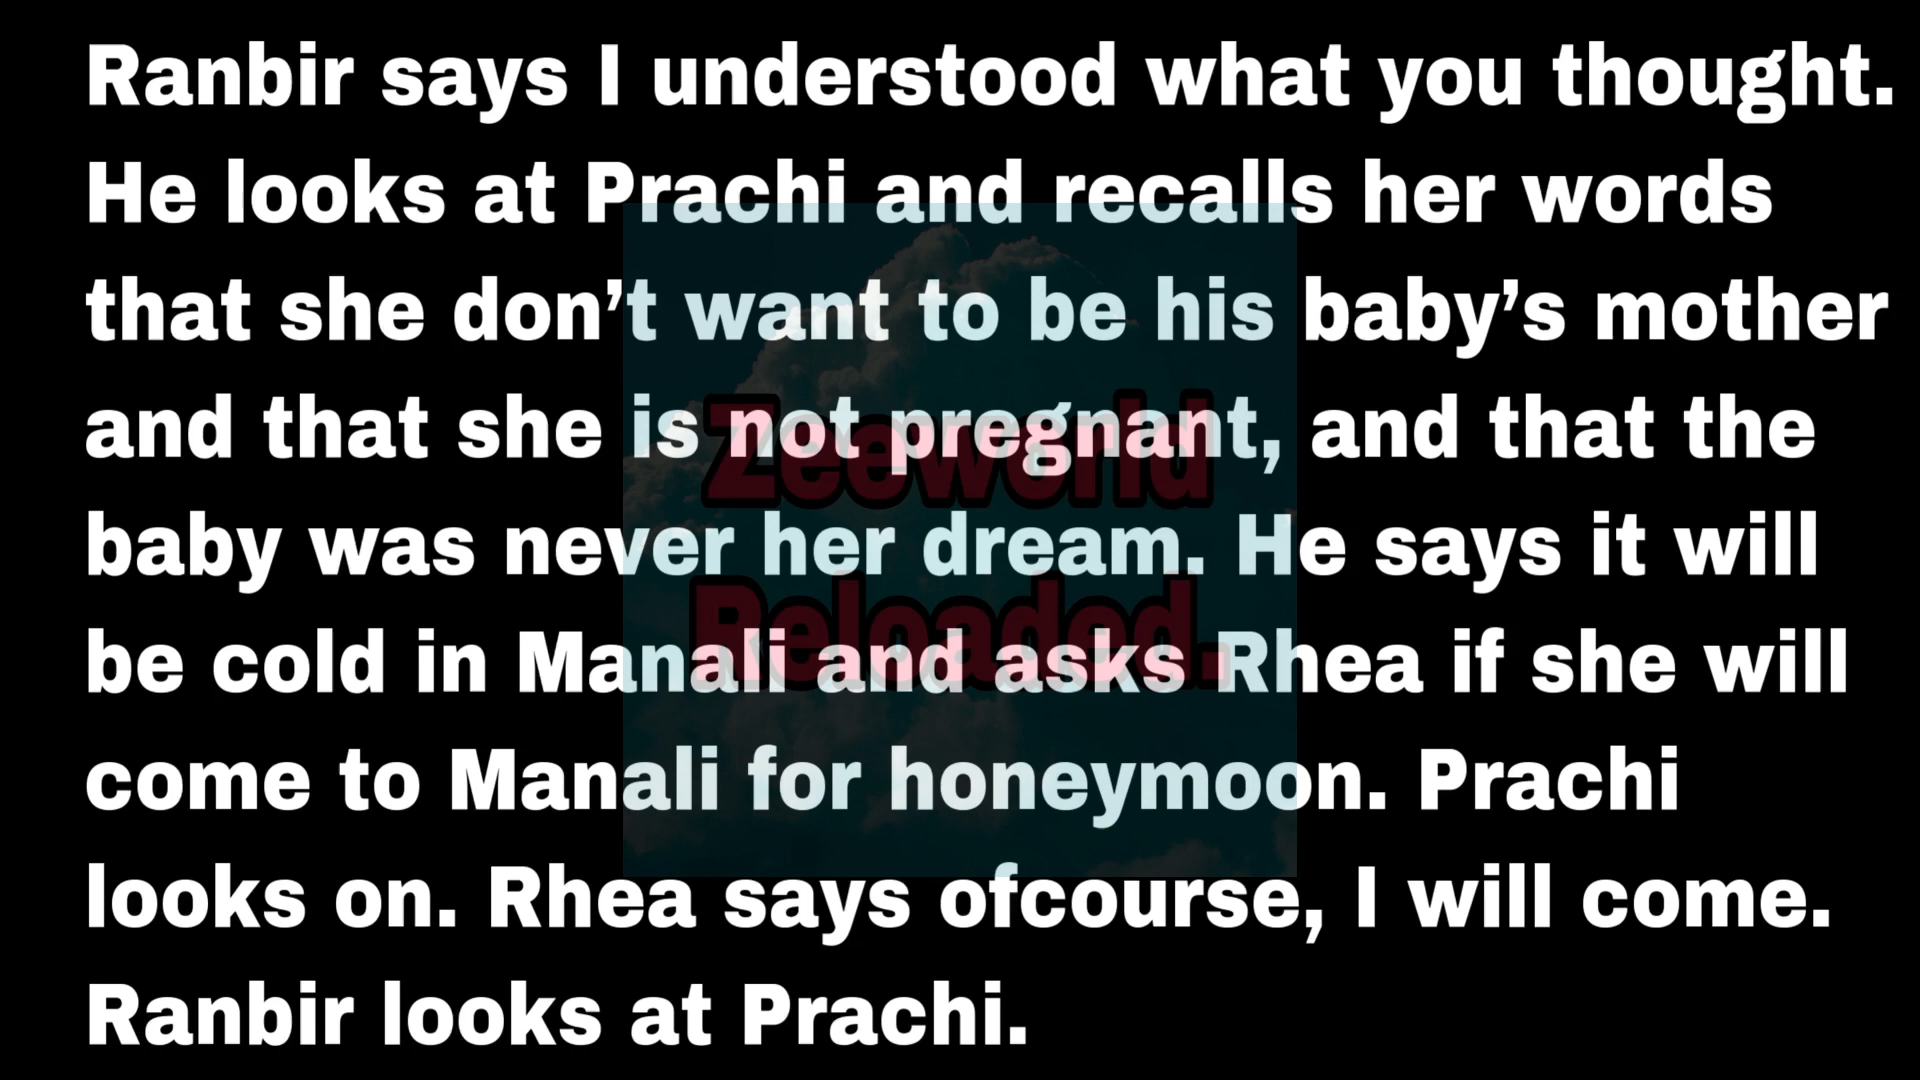 Ranbir says I understood what you thought.
He looks at Prachi and recalls her words
that she don’t want to be his baby’s mother
and that she is not pregnant, and that the
baby was never her dream. He says it will
be cold in Manali and asks Rhea if she will
come to Manali for honeymoon. Prachi
looks on. Rhea says ofcourse, I will come.
Ranbir looks at Prachi.
Zeeworld
Reloaded.